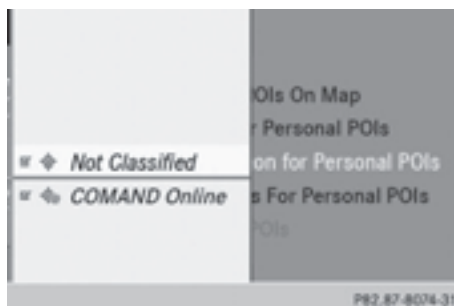 POIs On Map
r Personal POIs
Not Classified
on for Personal POIs
COMAND Online
s For Personal POIs
POIs
P82.87-8074-31